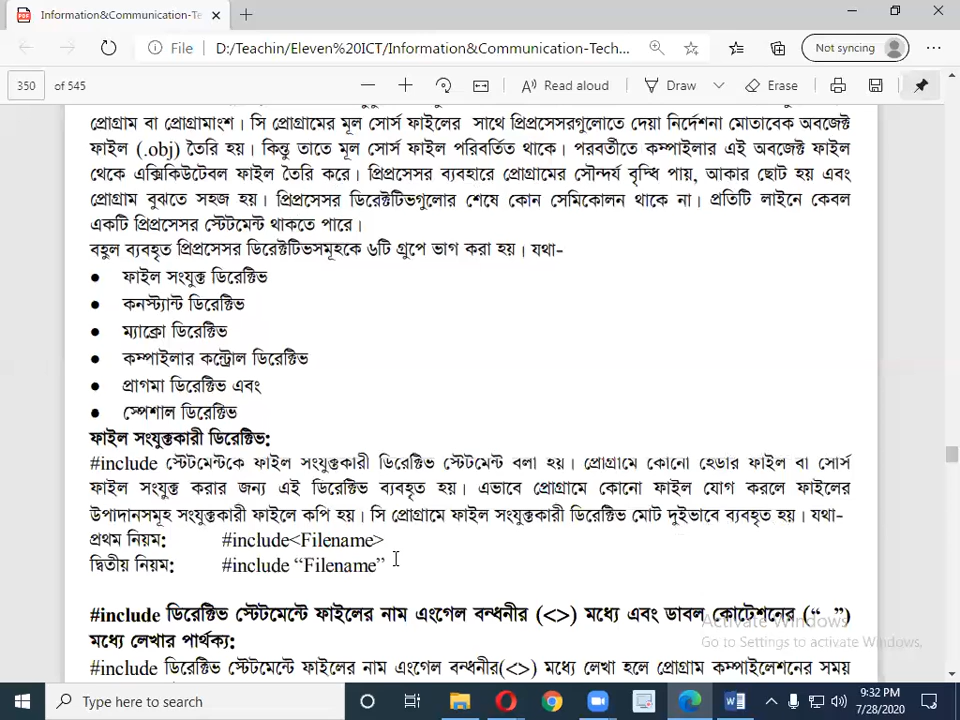 Information&Communication-Te
File D:/Teachin/Eleven%20ICT/Information&Communication-Tech... Not syncing
350 of 545 Read aloud Draw Erase
প্রোগ্রাম বা প্রোগ্রামাংশ। সি প্রোগ্রামের মূল সোর্স ফাইলের সাথে প্রিপ্রসেসরগুলোতে দেয়া নির্দেশনা মোতাবেক অবজেক্ট
ফাইল (.obj) তৈরি হয়। কিন্তু তাতে মূল সোর্স ফাইল পরিবর্তিত থাকে। পরবর্তীতে কম্পাইলার এই অবজেক্ট ফাইল
থেকে এক্সিকিউটেবল ফাইল তৈরি করে। প্রিপ্রসেসর ব্যবহারে প্রোগ্রামের সৌন্দর্য বৃদ্ধি পায়, আকার ছোট হয় এবং
প্রোগ্রাম বুঝতে সহজ হয়। প্রিপ্রসেসর ডিরেক্টটিভগুলোর শেষে কোন সেমিকোলন থাকে না। প্রতিটি লাইনে কেবল
একটি প্রিপ্রসেসর স্টেটমেন্ট থাকতে পারে।
বহুল ব্যবহৃত প্রিপ্রসেসর ডিরেক্টটিভসমূহকে ৬টি গ্রুপে ভাগ করা হয়। যথা-
● ফাইল সংযুক্ত ডিরেক্টিভ
● কনস্ট্যান্ট ডিরেক্টিভ
● ম্যাক্রো ডিরেক্টিভ
● কম্পাইলার কন্ট্রোল ডিরেক্টিভ
● প্রাগমা ডিরেক্টিভ এবং
● স্পেশাল ডিরেক্টিভ
ফাইল সংযুক্তকারী ডিরেক্টিভ:
#include স্টেটমেন্টকে ফাইল সংযুক্তকারী ডিরেক্টিভ স্টেটমেন্ট বলা হয়। প্রোগ্রামে কোনো হেডার ফাইল বা সোর্স
ফাইল সংযুক্ত করার জন্য এই ডিরেক্টিভ ব্যবহৃত হয়। এভাবে প্রোগ্রামে কোনো ফাইল যোগ করলে ফাইলের
উপাদানসমূহ সংযুক্তকারী ফাইলে কপি হয়। সি প্রোগ্রামে ফাইল সংযুক্তকারী ডিরেক্টিভ মোট দুইভাবে ব্যবহৃত হয়। যথা-
প্রথম নিয়ম: #include<Filename>
দ্বিতীয় নিয়ম: #include “Filename”
#include ডিরেক্টিভ স্টেটমেন্টে ফাইলের নাম এংগেল বন্ধনীর (<>) মধ্যে এবং ডাবল কোটেশনের (“ ”)
মধ্যে লেখার পার্থক্য:
Activate Windows
Go to Settings to activate Windows.
#include ডিরেক্টিভ স্টেটমেন্টে ফাইলের নাম এংগেল বন্ধনীর(<>) মধ্যে লেখা হলে প্রোগ্রাম কম্পাইলেশনের সময়
Type here to search
9:32 PM
7/28/2020